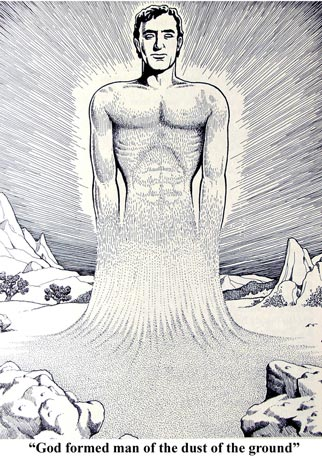 “God formed man of the dust of the ground”